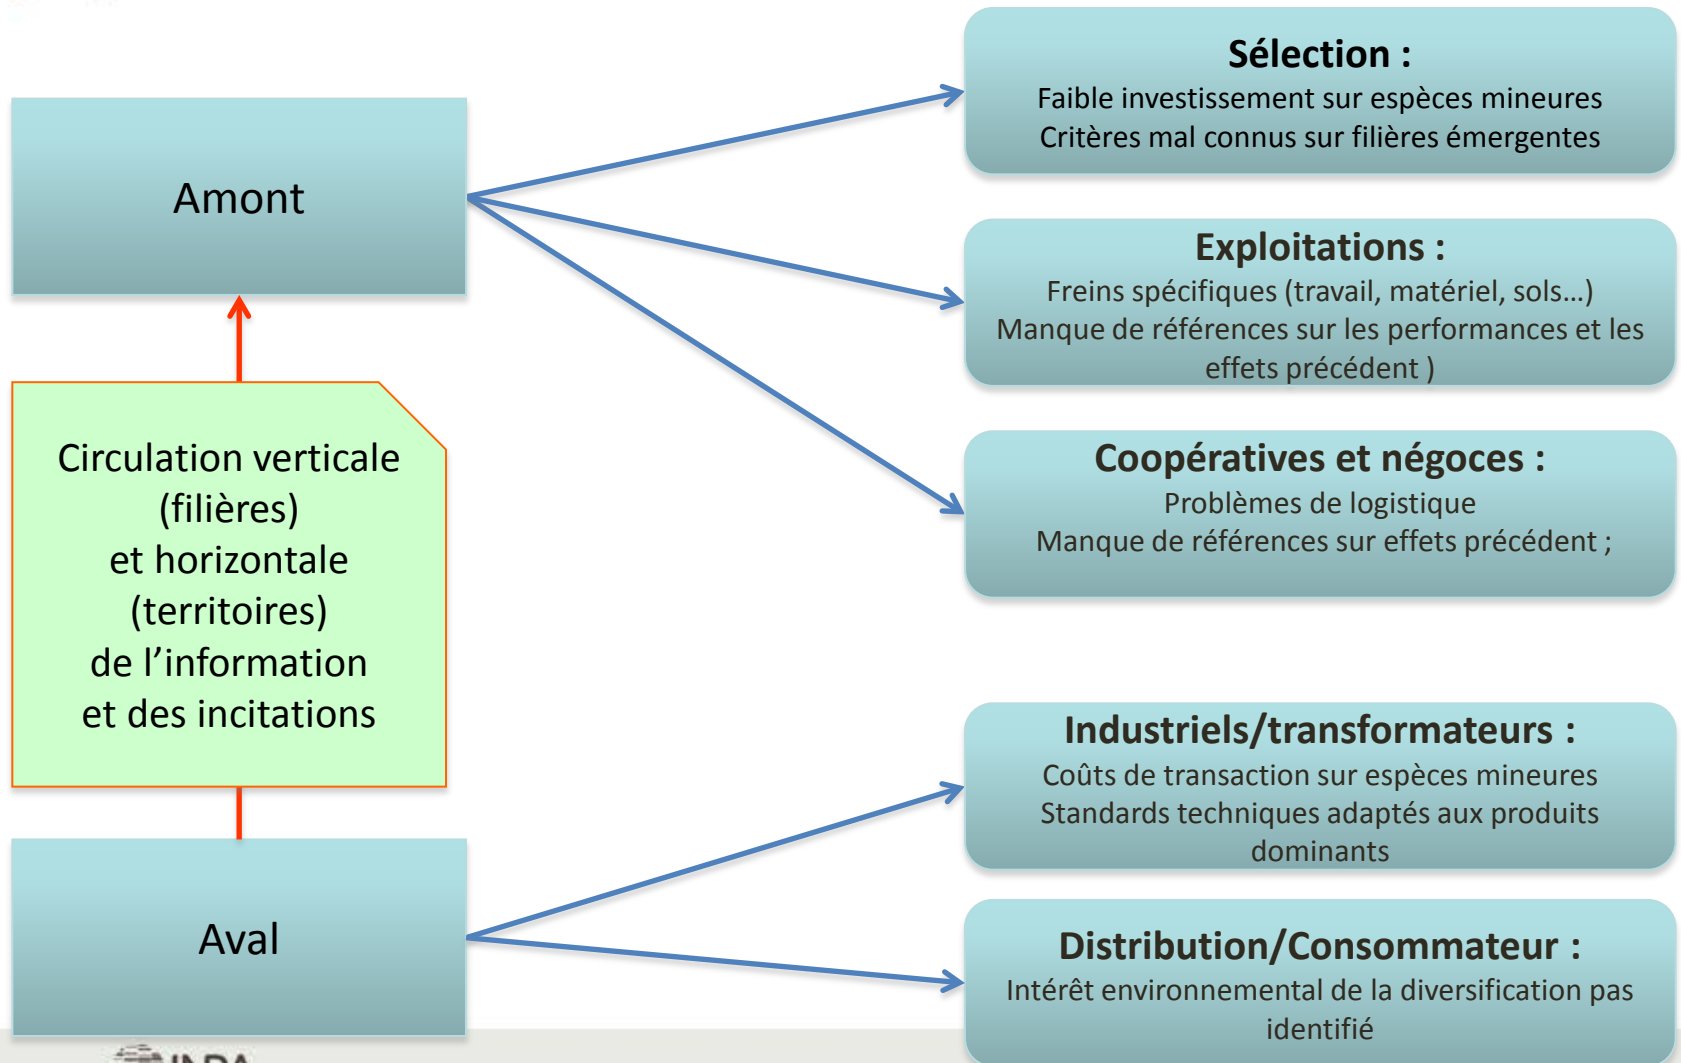 Amont
Circulation verticale
(filières)
et horizontale
(territoires)
de l’information
et des incitations
Aval
Sélection :
Faible investissement sur espèces mineures
Critères mal connus sur filières émergentes
Exploitations :
Freins spécifiques (travail, matériel, sols…)
Manque de références sur les performances et les
effets précédent )
Coopératives et négoces :
Problèmes de logistique
Manque de références sur effets précédent ;
Industriels/transformateurs :
Coûts de transaction sur espèces mineures
Standards techniques adaptés aux produits
dominants
Distribution/Consommateur :
Intérêt environnemental de la diversification pas
identifié